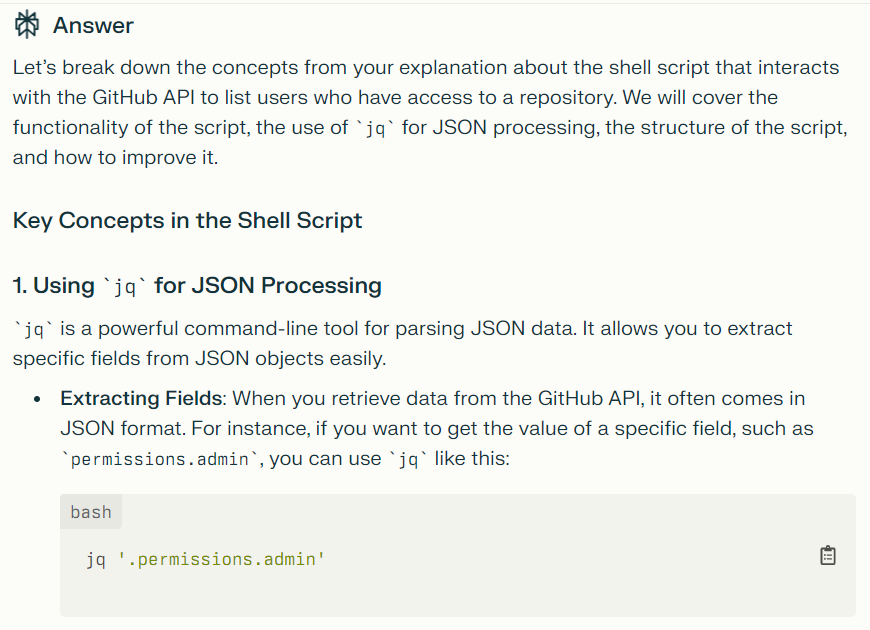 Answer
Let’s break down the concepts from your explanation about the shell script that interacts
with the GitHub API to list users who have access to a repository. We will cover the
functionality of the script, the use of `jq` for JSON processing, the structure of the script,
and how to improve it.
Key Concepts in the Shell Script
1. Using `jq` for JSON Processing
`jq` is a powerful command-line tool for parsing JSON data. It allows you to extract
specific fields from JSON objects easily.
• Extracting Fields: When you retrieve data from the GitHub API, it often comes in
JSON format. For instance, if you want to get the value of a specific field, such as
`permissions.admin`, you can use `jq` like this:
bash
jq '.permissions.admin'